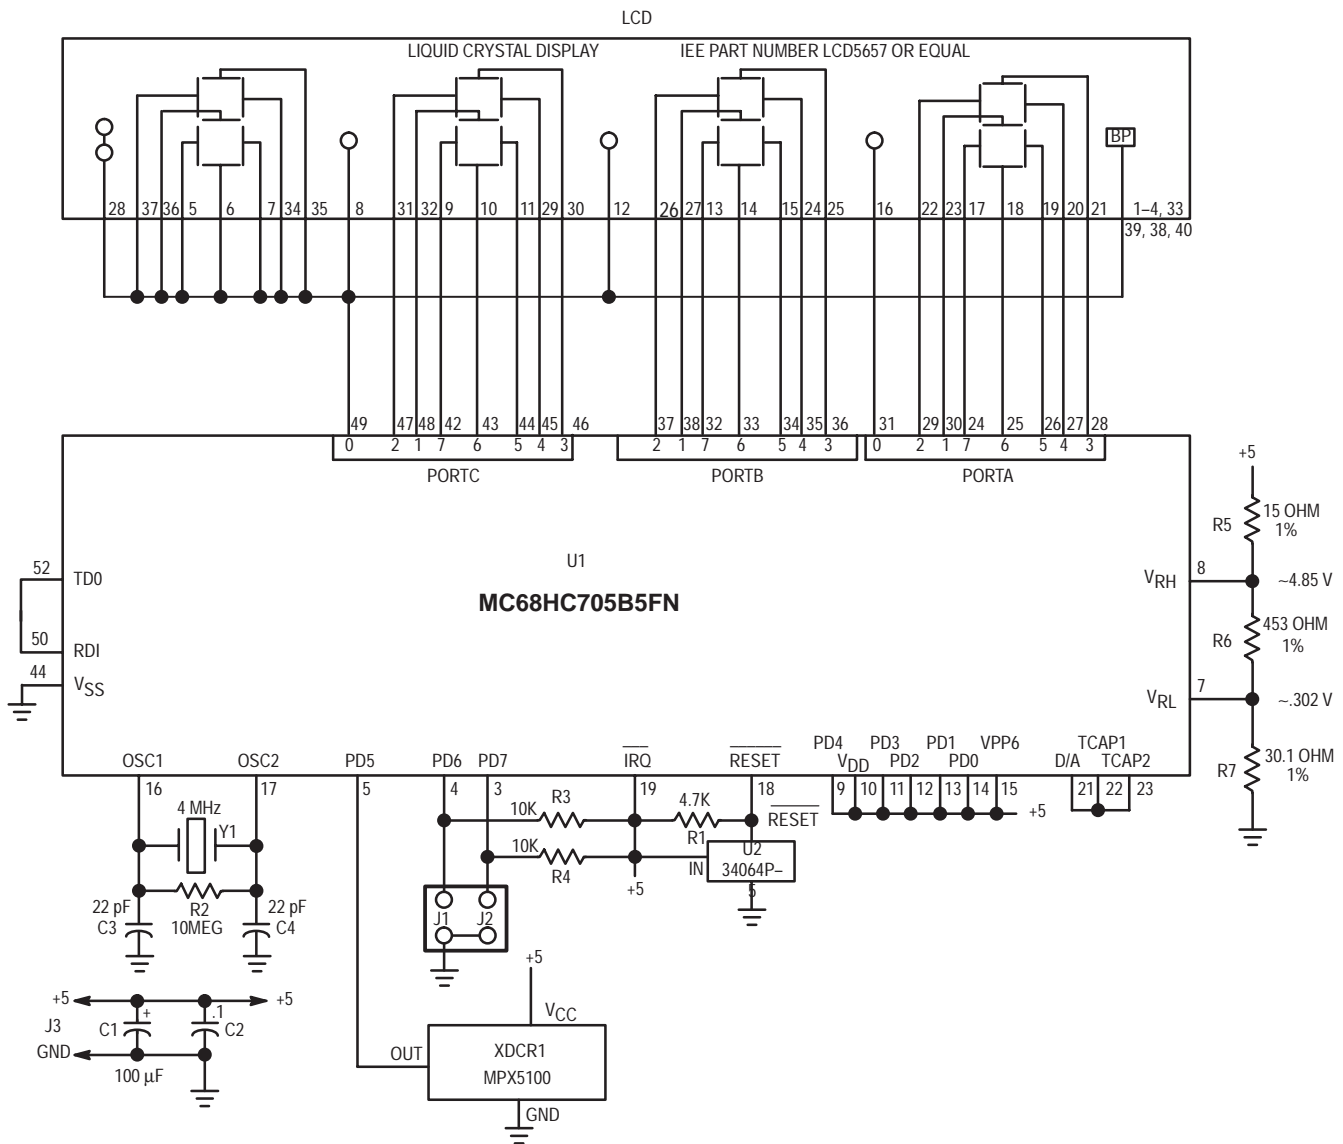 LCD
LIQUID CRYSTAL DISPLAY IEE PART NUMBER LCD5657 OR EQUAL
BP
28 37 36 5 6 7 34 35 8 31 32 9 10 11 29 30 12 26 27 13 14 15 24 25 16 22 23 17 18 19 20 21 1–4, 33
39, 38, 40
49 47 48 42 43 44 45 46 37 38 32 33 34 35 36 31 29 30 24 25 26 27 28
0 2 1 7 6 5 4 3 2 1 7 6 5 4 3 0 2 1 7 6 5 4 3
PORTC PORTB PORTA
+5
R5 15 OHM
1%
U1
MC68HC705B5FN
52 TD0
VRH 8 ~4.85 V
R6 453 OHM
1%
50 RDI
44 VSS
VRL 7 ~.302 V
R7 30.1 OHM
1%
OSC1 OSC2 PD5 PD6 PD7 IRQ RESET
PD4 VDD PD3 PD2 PD1 PD0 VPP6 D/A TCAP1 TCAP2
16 17 5 4 3 19 18 9 10 11 12 13 14 15 21 22 23
4 MHz
Y1
10K R3
4.7K
R1
RESET
+5
10K
R4
+5
IN
U2
34064P–
5
R2
10MEG
22 pF
C3
22 pF
C4
J1 J2
+5 +5
J3
C1 +
.1 C2
GND
100 µF
+5
VCC
OUT
XDCR1
MPX5100
GND